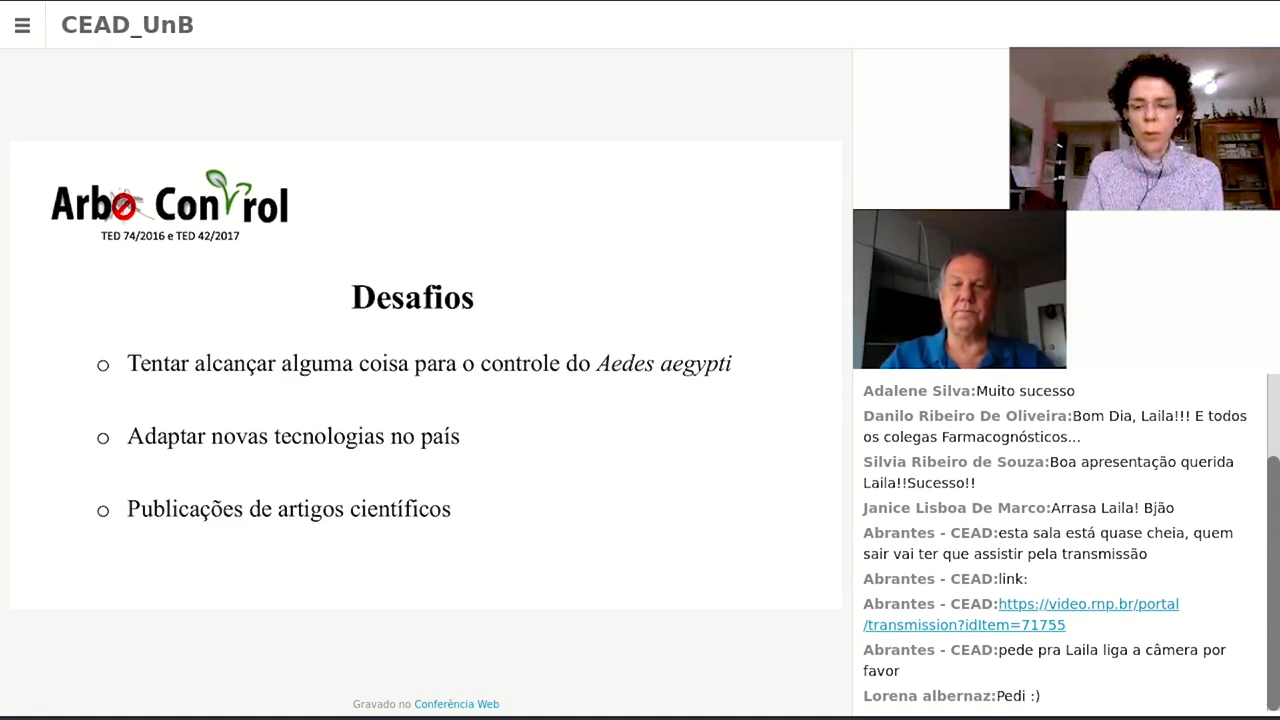 CEAD_UnB
Arbo Control
TED 74/2016 e TED 42/2017
Desafios
o Tentar alcançar alguma coisa para o controle do Aedes aegypti
o Adaptar novas tecnologias no país
o Publicações de artigos científicos
Adalene Silva:Muito sucesso
Danilo Ribeiro De Oliveira:Bom Dia, Laila!!! E todos
os colegas Farmacognósticos...
Silvia Ribeiro de Souza:Boa apresentação querida
Laila!!Sucesso!!
Janice Lisboa De Marco:Arrasa Laila! Bjão
Abrantes - CEAD:esta sala está quase cheia, quem
sair vai ter que assistir pela transmissão
Abrantes - CEAD:link:
Abrantes - CEAD:https://video.rnp.br/portal
/transmission?idItem=71755
Abrantes - CEAD:pede pra Laila liga a câmera por
favor
Lorena albernaz:Pedi :)
Gravado no Conferência Web